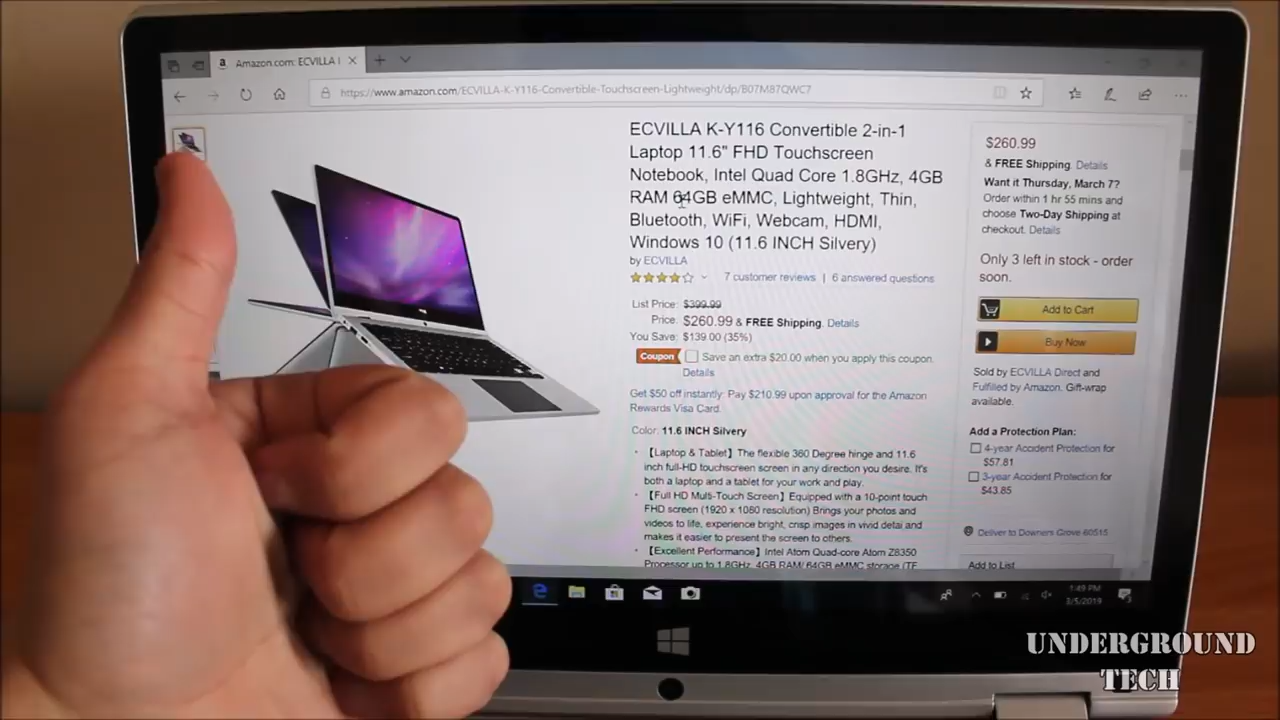 Amazon.com: ECVILLA I
https://www.amazon.com/ECVILLA-K-Y116-Convertible-Touchscreen-Lightweight/dp/B07M87QWC7
ECVILLA K-Y116 Convertible 2-in-1
Laptop 11.6" FHD Touchscreen
Notebook, Intel Quad Core 1.8GHz, 4GB
RAM 64GB eMMC, Lightweight, Thin,
Bluetooth, WiFi, Webcam, HDMI,
Windows 10 (11.6 INCH Silvery)
by ECVILLA
7 customer reviews | 6 answered questions
List Price: $399.99
Price: $260.99 & FREE Shipping. Details
You Save: $139.00 (35%)
Coupon Save an extra $20.00 when you apply this coupon.
Details
Get $50 off instantly: Pay $210.99 upon approval for the Amazon
Rewards Visa Card.
Color: 11.6 INCH Silvery
• 【Laptop & Tablet】The flexible 360 Degree hinge and 11.6
inch full-HD touchscreen screen in any direction you desire. It's
both a laptop and a tablet for your work and play.
• 【Full HD Multi-Touch Screen】Equipped with a 10-point touch
FHD screen (1920 x 1080 resolution) Brings your photos and
videos to life, experience bright, crisp images in vivid detai and
makes it easier to present the screen to others.
• 【Excellent Performance】Intel Atom Quad-core Atom Z8350
Processor up to 1.8GHz, 4GB RAM/ 64GB eMMC storage (TF
$260.99
& FREE Shipping. Details
Want it Thursday, March 7?
Order within 1 hr 55 mins and
choose Two-Day Shipping at
checkout. Details
Only 3 left in stock - order
soon.
Add to Cart
Buy Now
Sold by ECVILLA Direct and
Fulfilled by Amazon. Gift-wrap
available.
Add a Protection Plan:
4-year Accident Protection for
$57.81
3-year Accident Protection for
$43.85
Deliver to Downers Grove 60515
Add to List
1:49 PM
3/5/2019
UNDERGROUND
TECH